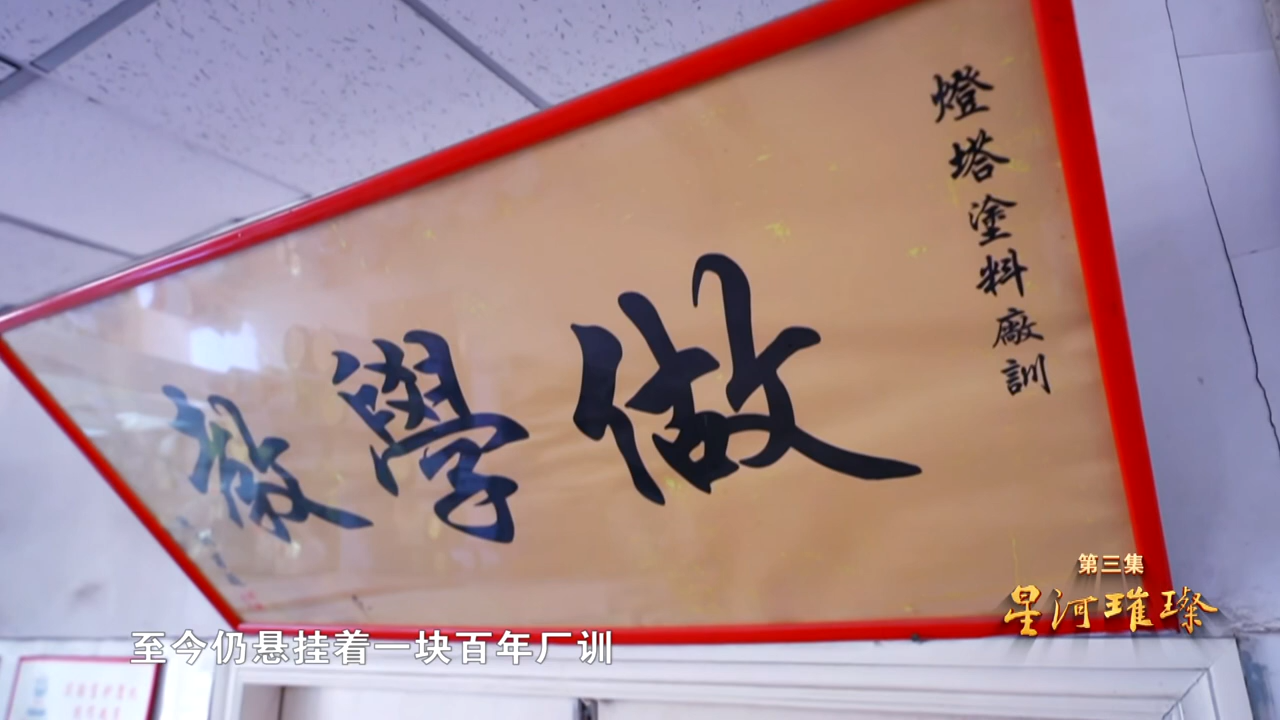 燈塔塗料廠訓
做學教
第三集
星河璀璨
至今仍悬挂着一块百年厂训